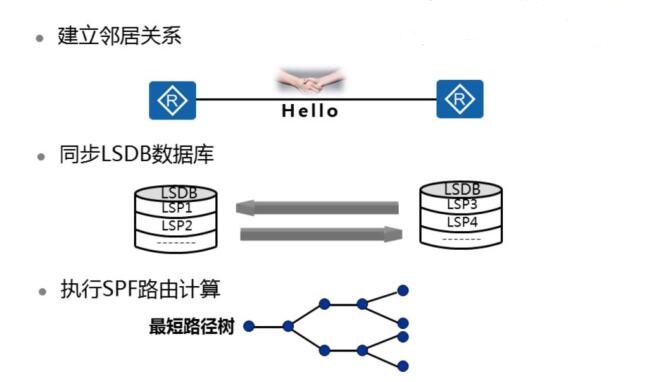 建立邻居关系
R
R
Hello
同步LSDB数据库
LSDB
LSP1
LSP2
-------
LSDB
LSP3
LSP4
-------
执行SPF路由计算
最短路径树